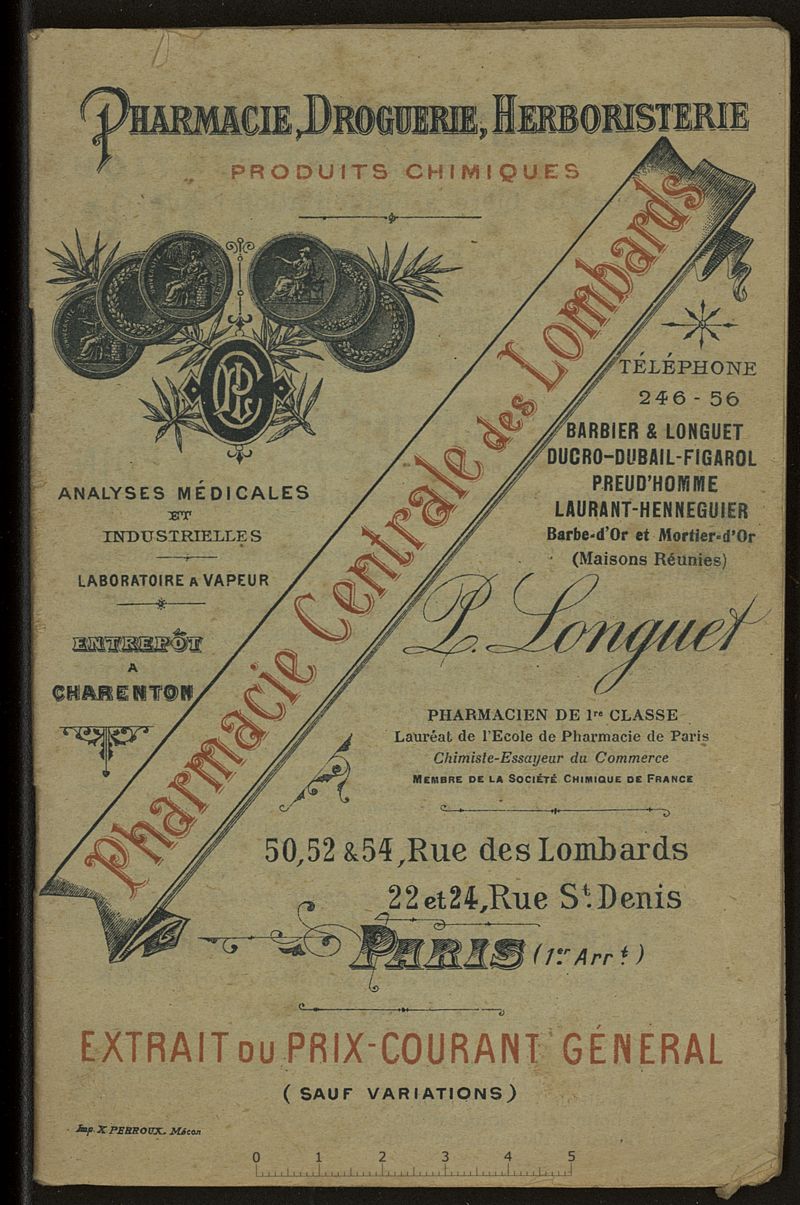 PHARMACIE, DROGUERIE, HERBORISTERIE
PRODUITS CHIMIQUES
Pharmacie Centrale des Lombards
ANALYSES MÉDICALES
ET
INDUSTRIELLES
LABORATOIRE A VAPEUR
ENTREPÔT
A
CHARENTON
TÉLÉPHONE
246-56
BARBIER & LONGUET
DUCRO-DUBAIL-FIGAROL
PREUD'HOMME
LAURANT-HENNEGUIER
Barbe-d'Or et Mortier-d'Or
(Maisons Réunies)
P. Longuet
PHARMACIEN DE 1re CLASSE
Lauréat de l'Ecole de Pharmacie de Paris
Chimiste-Essayeur du Commerce
MEMBRE DE LA SOCIÉTÉ CHIMIQUE DE FRANCE
50, 52 & 54, Rue des Lombards
22 et 24, Rue St. Denis
PARIS (1er Arrt)
EXTRAIT DU PRIX-COURANT GÉNÉRAL
(SAUF VARIATIONS)
Imp. X. PERROUX. Mâcon
0 1 2 3 4 5